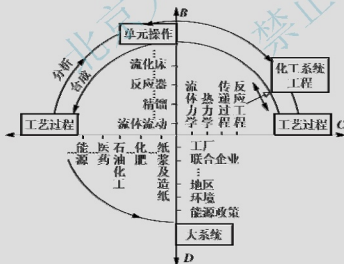 B
单元操作
分析
合成
流化床
反应器
精馏
流体流动
流体力学
热力学
传递过程
反应工程
化工系统
工程
工艺过程
工艺过程
C
能源
医药
石油化工
化肥
纸浆及造纸
工厂
联合企业
地区
环境
能源政策
大系统
D